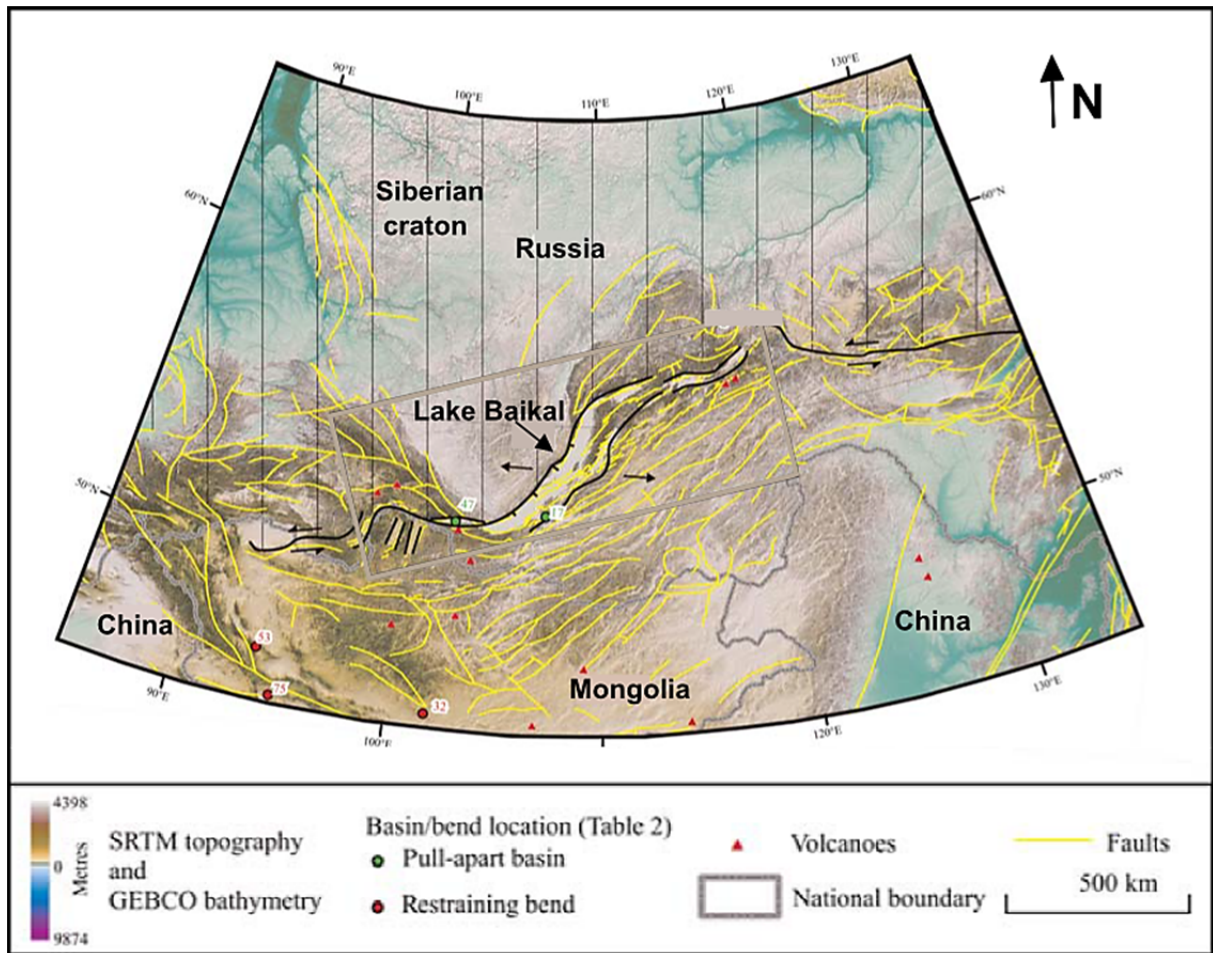 90°E
100°E
110°E
120°E
130°E
N
60°N
60°N
Siberian
craton
Russia
Lake Baikal
50°N
50°N
47
17
China
China
53
75
32
Mongolia
90°E
100°E
120°E
130°E
4398
0
9874
Metres
SRTM topography
and
GEBCO bathymetry
Basin/bend location (Table 2)
Pull-apart basin
Restraining bend
Volcanoes
National boundary
Faults
500 km